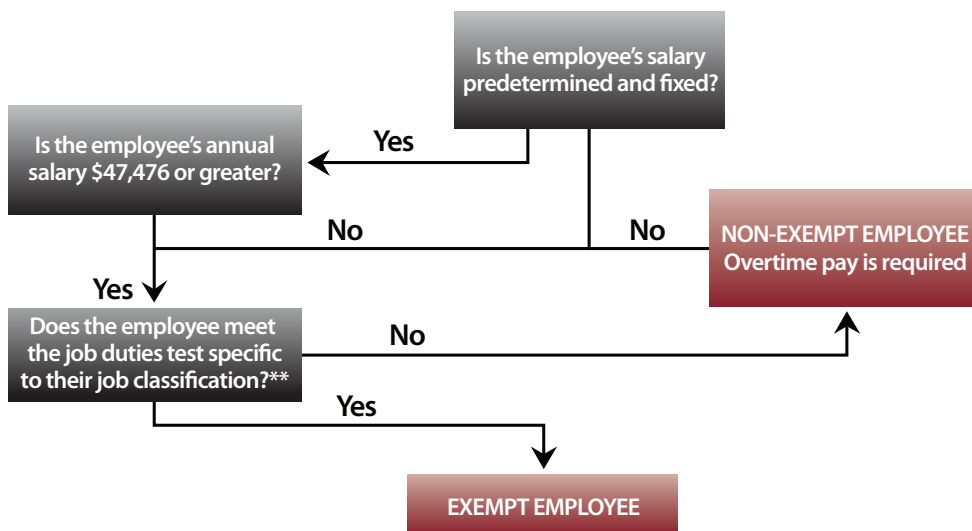 Is the employee’s salary
predetermined and fixed?
Yes
Is the employee’s annual
salary $47,476 or greater?
No
No
NON-EXEMPT EMPLOYEE
Overtime pay is required
Yes
Does the employee meet
the job duties test specific
to their job classification?**
No
Yes
EXEMPT EMPLOYEE